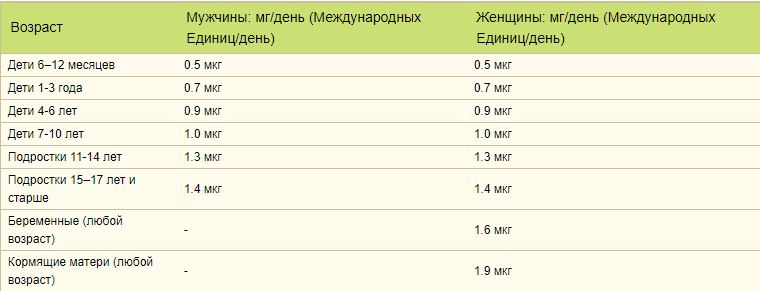 Возраст
Мужчины: мг/день (Международных
Единиц/день)
Женщины: мг/день (Международных
Единиц/день)
Дети 6–12 месяцев
0.5 мкг
0.5 мкг
Дети 1-3 года
0.7 мкг
0.7 мкг
Дети 4-6 лет
0.9 мкг
0.9 мкг
Дети 7-10 лет
1.0 мкг
1.0 мкг
Подростки 11-14 лет
1.3 мкг
1.3 мкг
Подростки 15–17 лет и
старше
1.4 мкг
1.4 мкг
Беременные (любой
возраст)
-
1.6 мкг
Кормящие матери (любой
возраст)
-
1.9 мкг